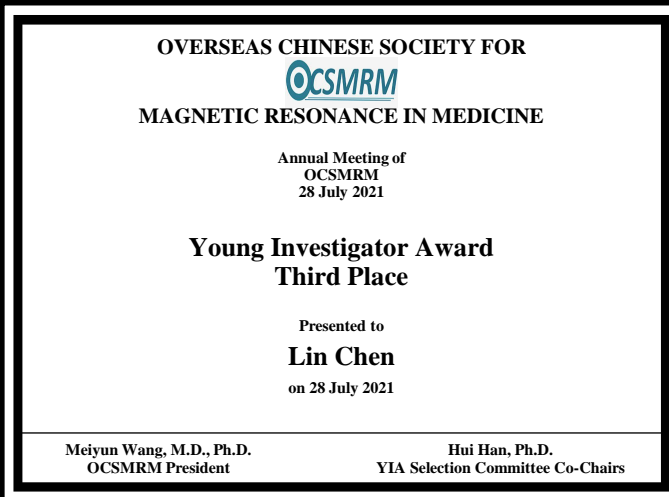 OVERSEAS CHINESE SOCIETY FOR
OCSMRM
MAGNETIC RESONANCE IN MEDICINE
Annual Meeting of
OCSMRM
28 July 2021
Young Investigator Award
Third Place
Presented to
Lin Chen
on 28 July 2021
Meiyun Wang, M.D., Ph.D.
OCSMRM President
Hui Han, Ph.D.
YIA Selection Committee Co-Chairs